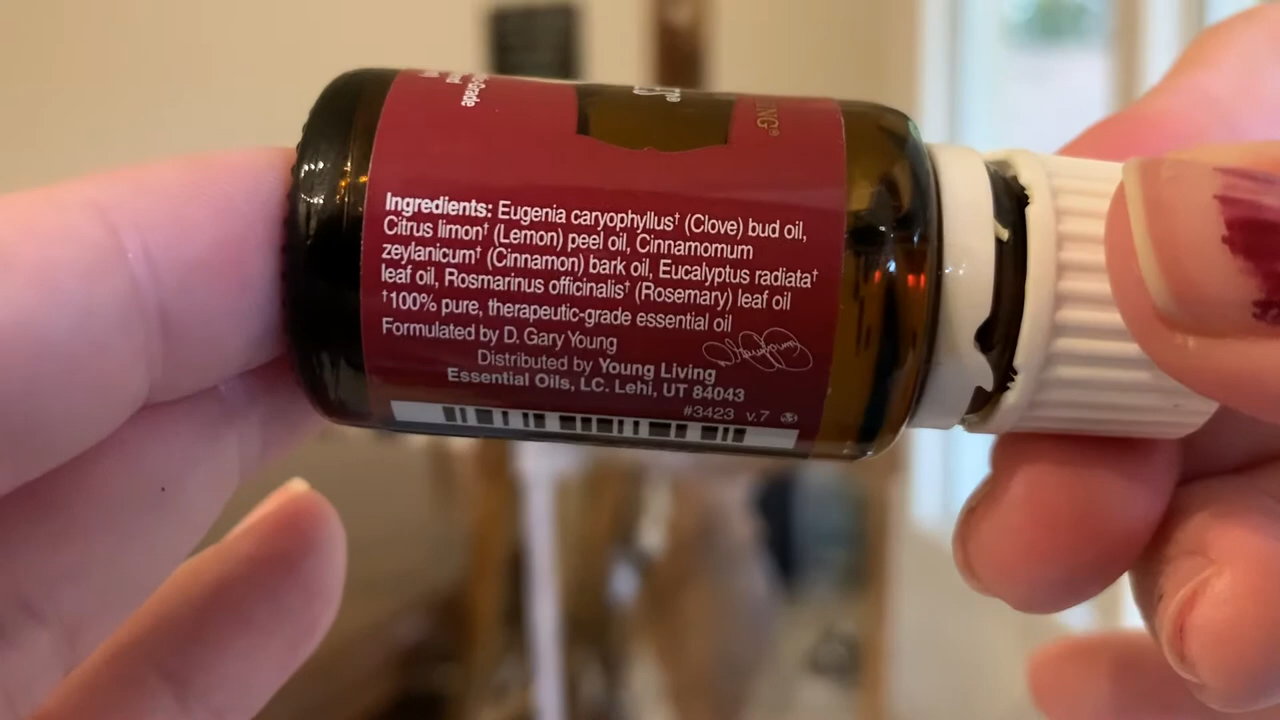 Ingredients: Eugenia caryophyllus† (Clove) bud oil,
Citrus limon† (Lemon) peel oil, Cinnamomum
zeylanicum† (Cinnamon) bark oil, Eucalyptus radiata†
leaf oil, Rosmarinus officinalis† (Rosemary) leaf oil
†100% pure, therapeutic-grade essential oil
Formulated by D. Gary Young
Distributed by Young Living
Essential Oils, LC. Lehi, UT 84043
#3423 v.7